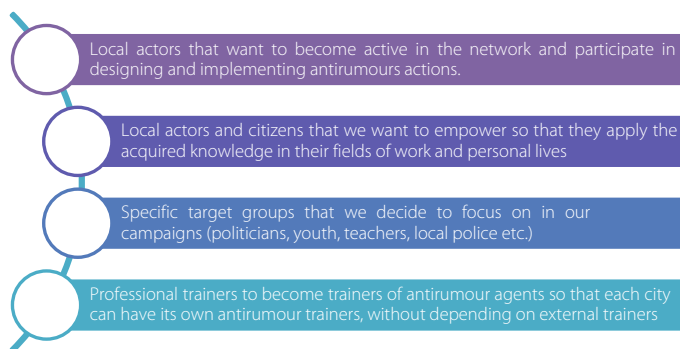 Local actors that want to become active in the network and participate in
designing and implementing antirumours actions.
Local actors and citizens that we want to empower so that they apply the
acquired knowledge in their fields of work and personal lives
Specific target groups that we decide to focus on in our
campaigns (politicians, youth, teachers, local police etc.)
Professional trainers to become trainers of antirumour agents so that each city
can have its own antirumour trainers, without depending on external trainers